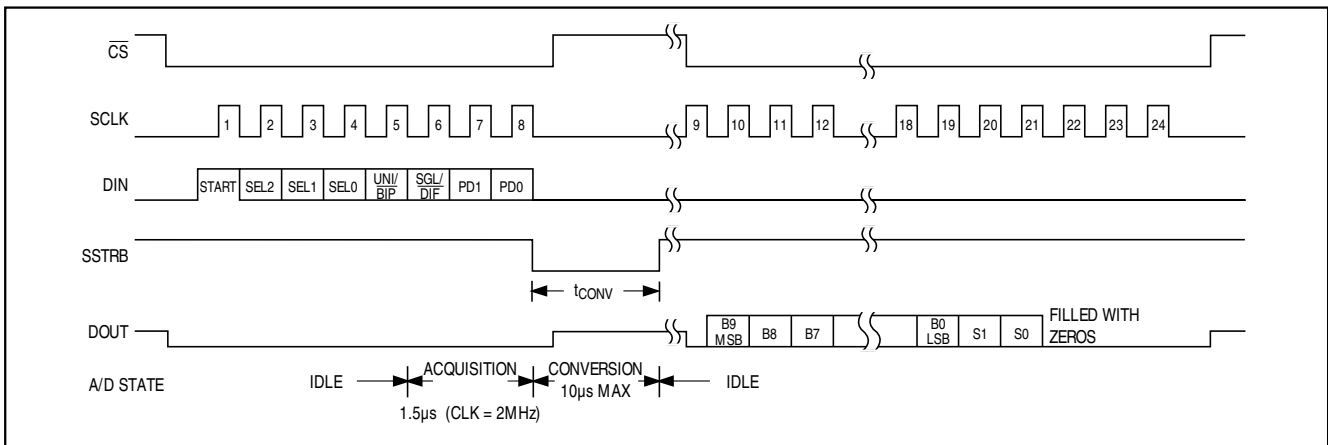 CS
SCLK 1 2 3 4 5 6 7 8 9 10 11 12 18 19 20 21 22 23 24
DIN START SEL2 SEL1 SEL0 UNI/BIP SGL/DIF PD1 PD0
SSTRB
tCONV
DOUT B9 MSB B8 B7 B0 LSB S1 S0 FILLED WITH ZEROS
A/D STATE IDLE ACQUISITION CONVERSION IDLE
10µs MAX
1.5µs (CLK = 2MHz)